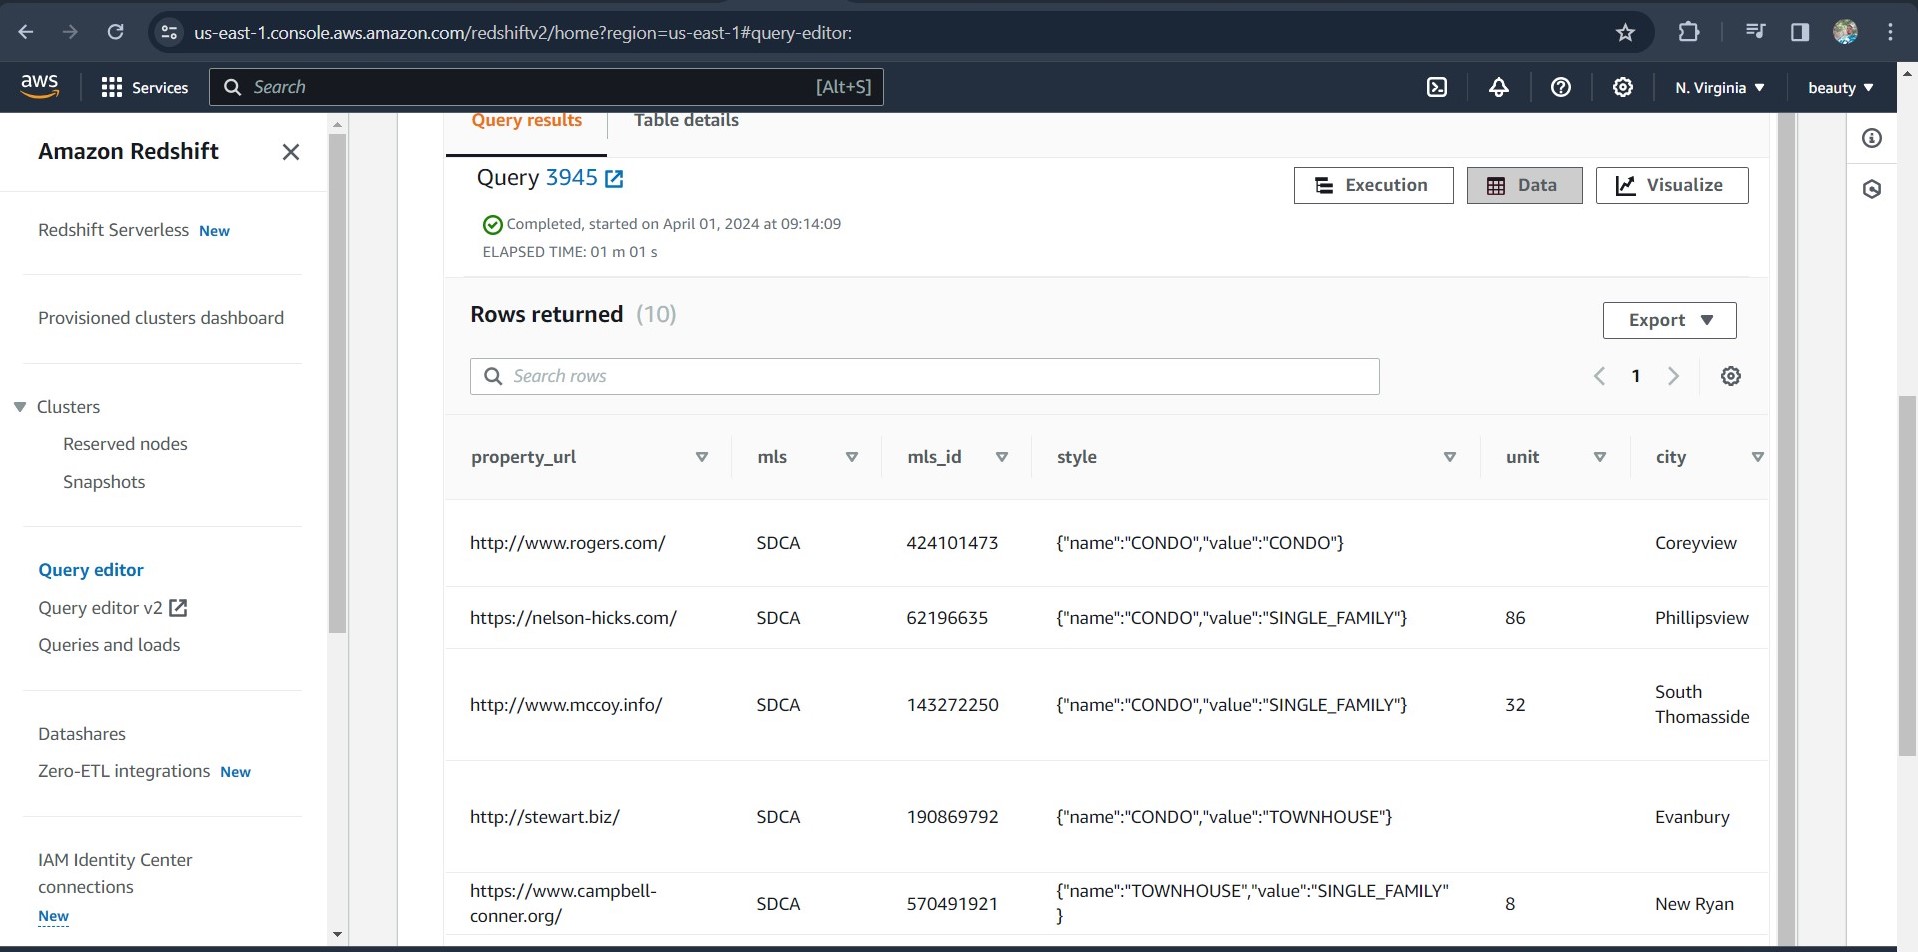 us-east-1.console.aws.amazon.com/redshiftv2/home?region=us-east-1#query-editor:
aws Services Search [Alt+S] N. Virginia ▼ beauty ▼
Amazon Redshift
Redshift Serverless New
Provisioned clusters dashboard
Clusters
Reserved nodes
Snapshots
Query editor
Query editor v2
Queries and loads
Datashares
Zero-ETL integrations New
IAM Identity Center
connections
New
Query results Table details
Query 3945
Execution Data Visualize
Completed, started on April 01, 2024 at 09:14:09
ELAPSED TIME: 01 m 01 s
Rows returned (10)
Export ▼
Search rows
1
property_url mls mls_id style unit city
http://www.rogers.com/ SDCA 424101473 {"name":"CONDO","value":"CONDO"} Coreyview
https://nelson-hicks.com/ SDCA 62196635 {"name":"CONDO","value":"SINGLE_FAMILY"} 86 Phillipsview
http://www.mccoy.info/ SDCA 143272250 {"name":"CONDO","value":"SINGLE_FAMILY"} 32 South
Thomasside
http://stewart.biz/ SDCA 190869792 {"name":"CONDO","value":"TOWNHOUSE"} Evanbury
https://www.campbell-
conner.org/ SDCA 570491921 {"name":"TOWNHOUSE","value":"SINGLE_FAMILY"
} 8 New Ryan